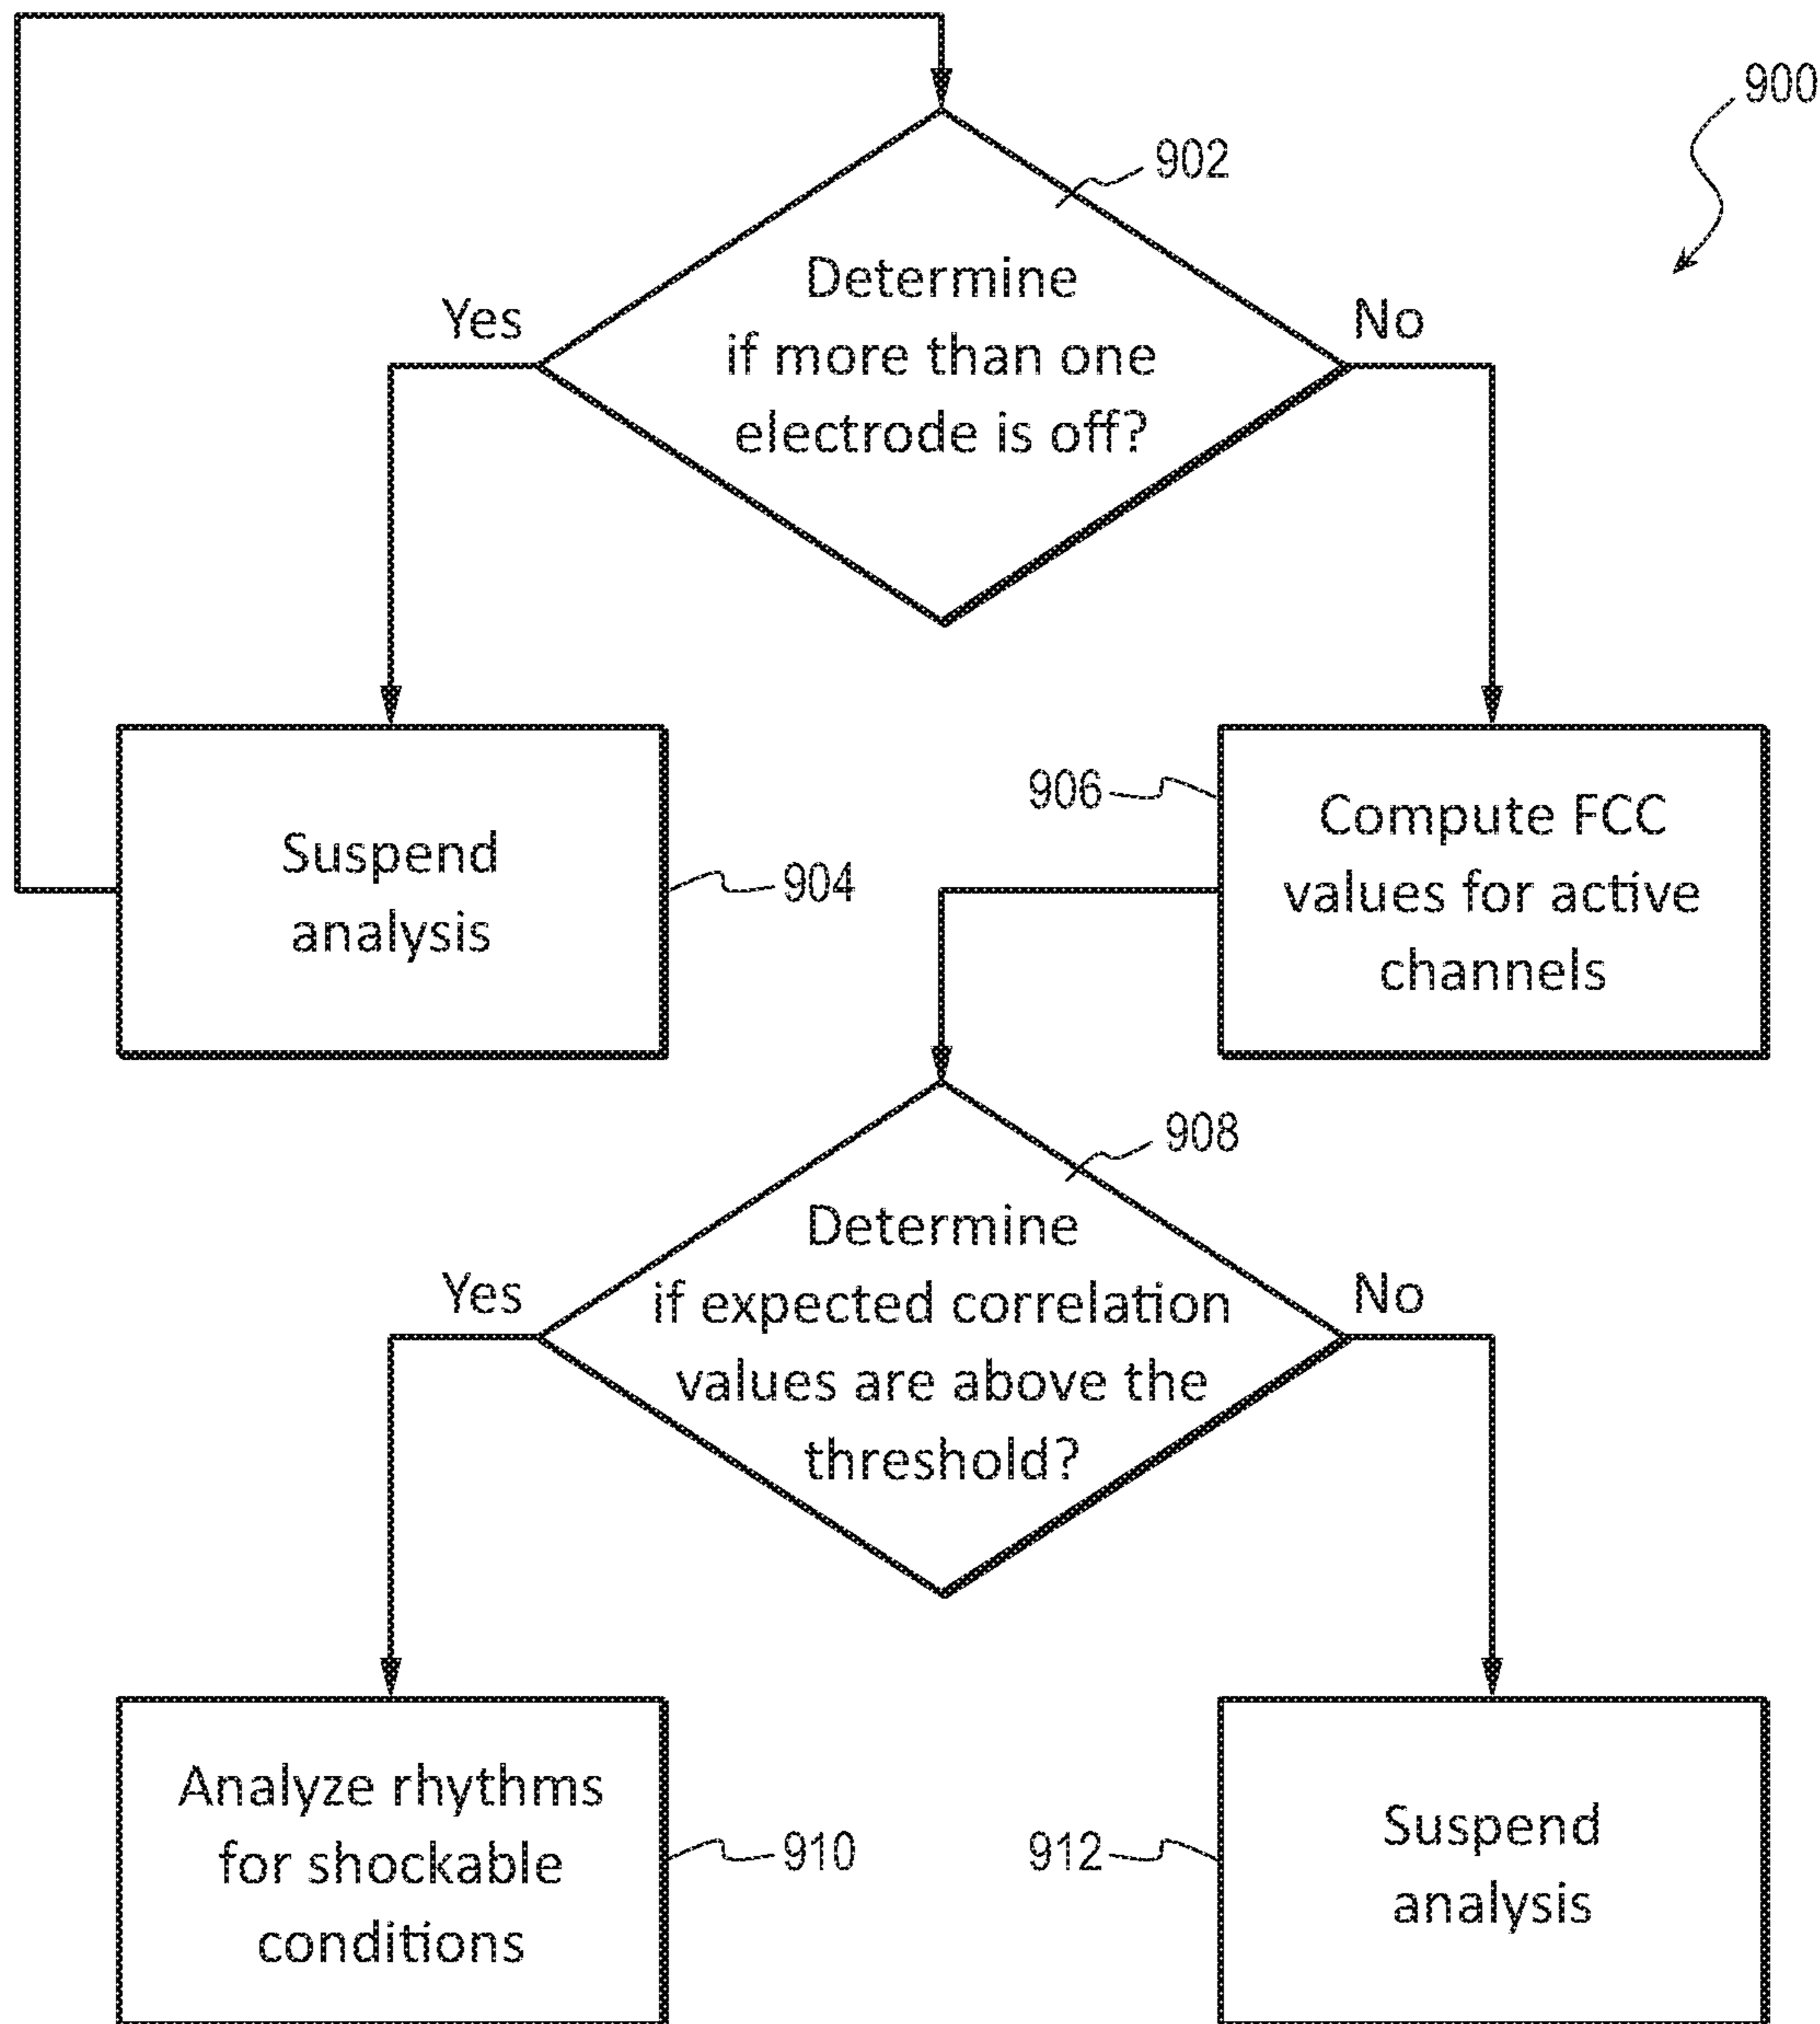 900
902
Determine
if more than one
electrode is off?
Yes
No
Suspend
analysis
904
906
Compute FCC
values for active
channels
908
Determine
if expected correlation
values are above the
threshold?
Yes
No
Analyze rhythms
for shockable
conditions
910
912
Suspend
analysis